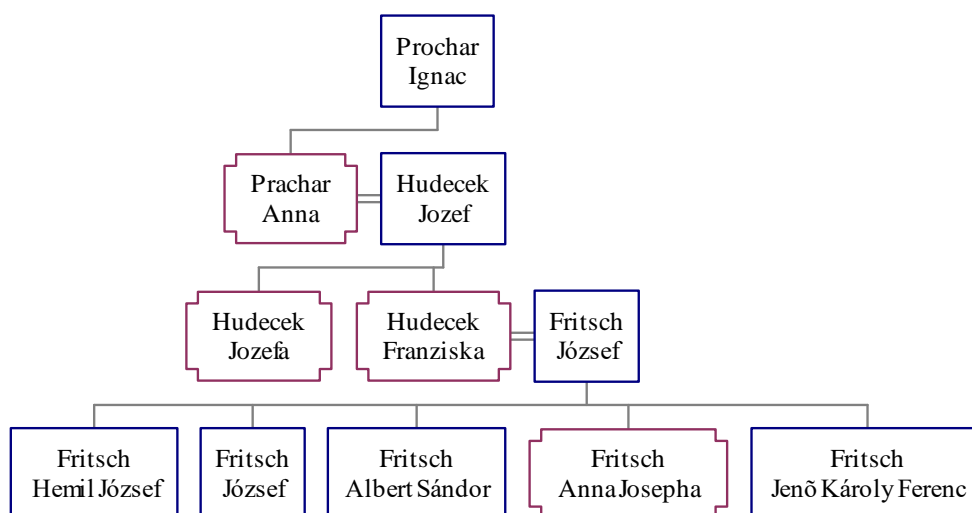 Prochar
Ignac
Prachar
Anna
Hudecek
Jozef
Hudecek
Jozefa
Hudecek
Franziska
Fritsch
József
Fritsch
Hemil József
Fritsch
József
Fritsch
Albert Sándor
Fritsch
Anna Josepha
Fritsch
Jenõ Károly Ferenc